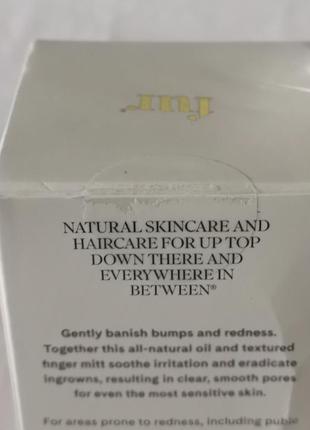 fur
NATURAL SKINCARE AND
HAIRCARE FOR UP TOP
DOWN THERE AND
EVERYWHERE IN
BETWEEN®
Gently banish bumps and redness.
Together this all-natural oil and textured
finger mitt soothe irritation and eradicate
ingrowns, resulting in clear, smooth pores
for even the most sensitive skin.
For areas prone to redness, including pubic